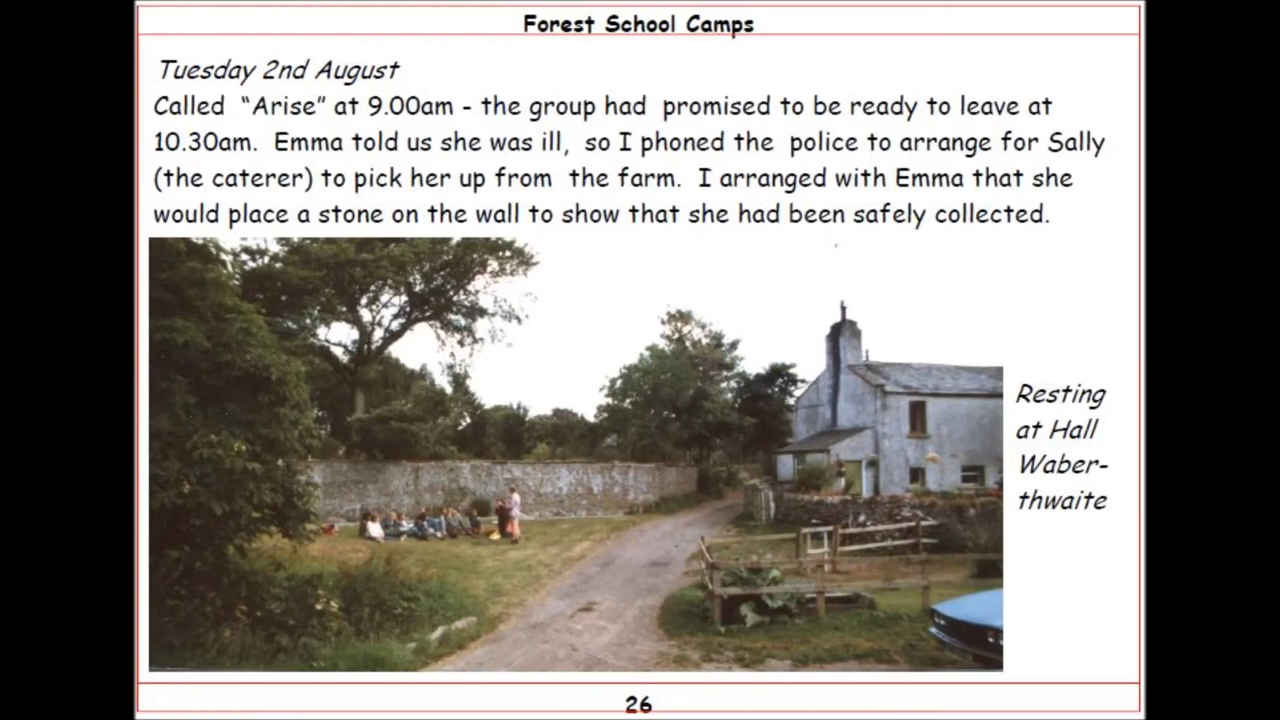 Forest School Camps
Tuesday 2nd August
Called “Arise” at 9.00am - the group had promised to be ready to leave at
10.30am. Emma told us she was ill, so I phoned the police to arrange for Sally
(the caterer) to pick her up from the farm. I arranged with Emma that she
would place a stone on the wall to show that she had been safely collected.
Resting
at Hall
Waber-
thwaite
26